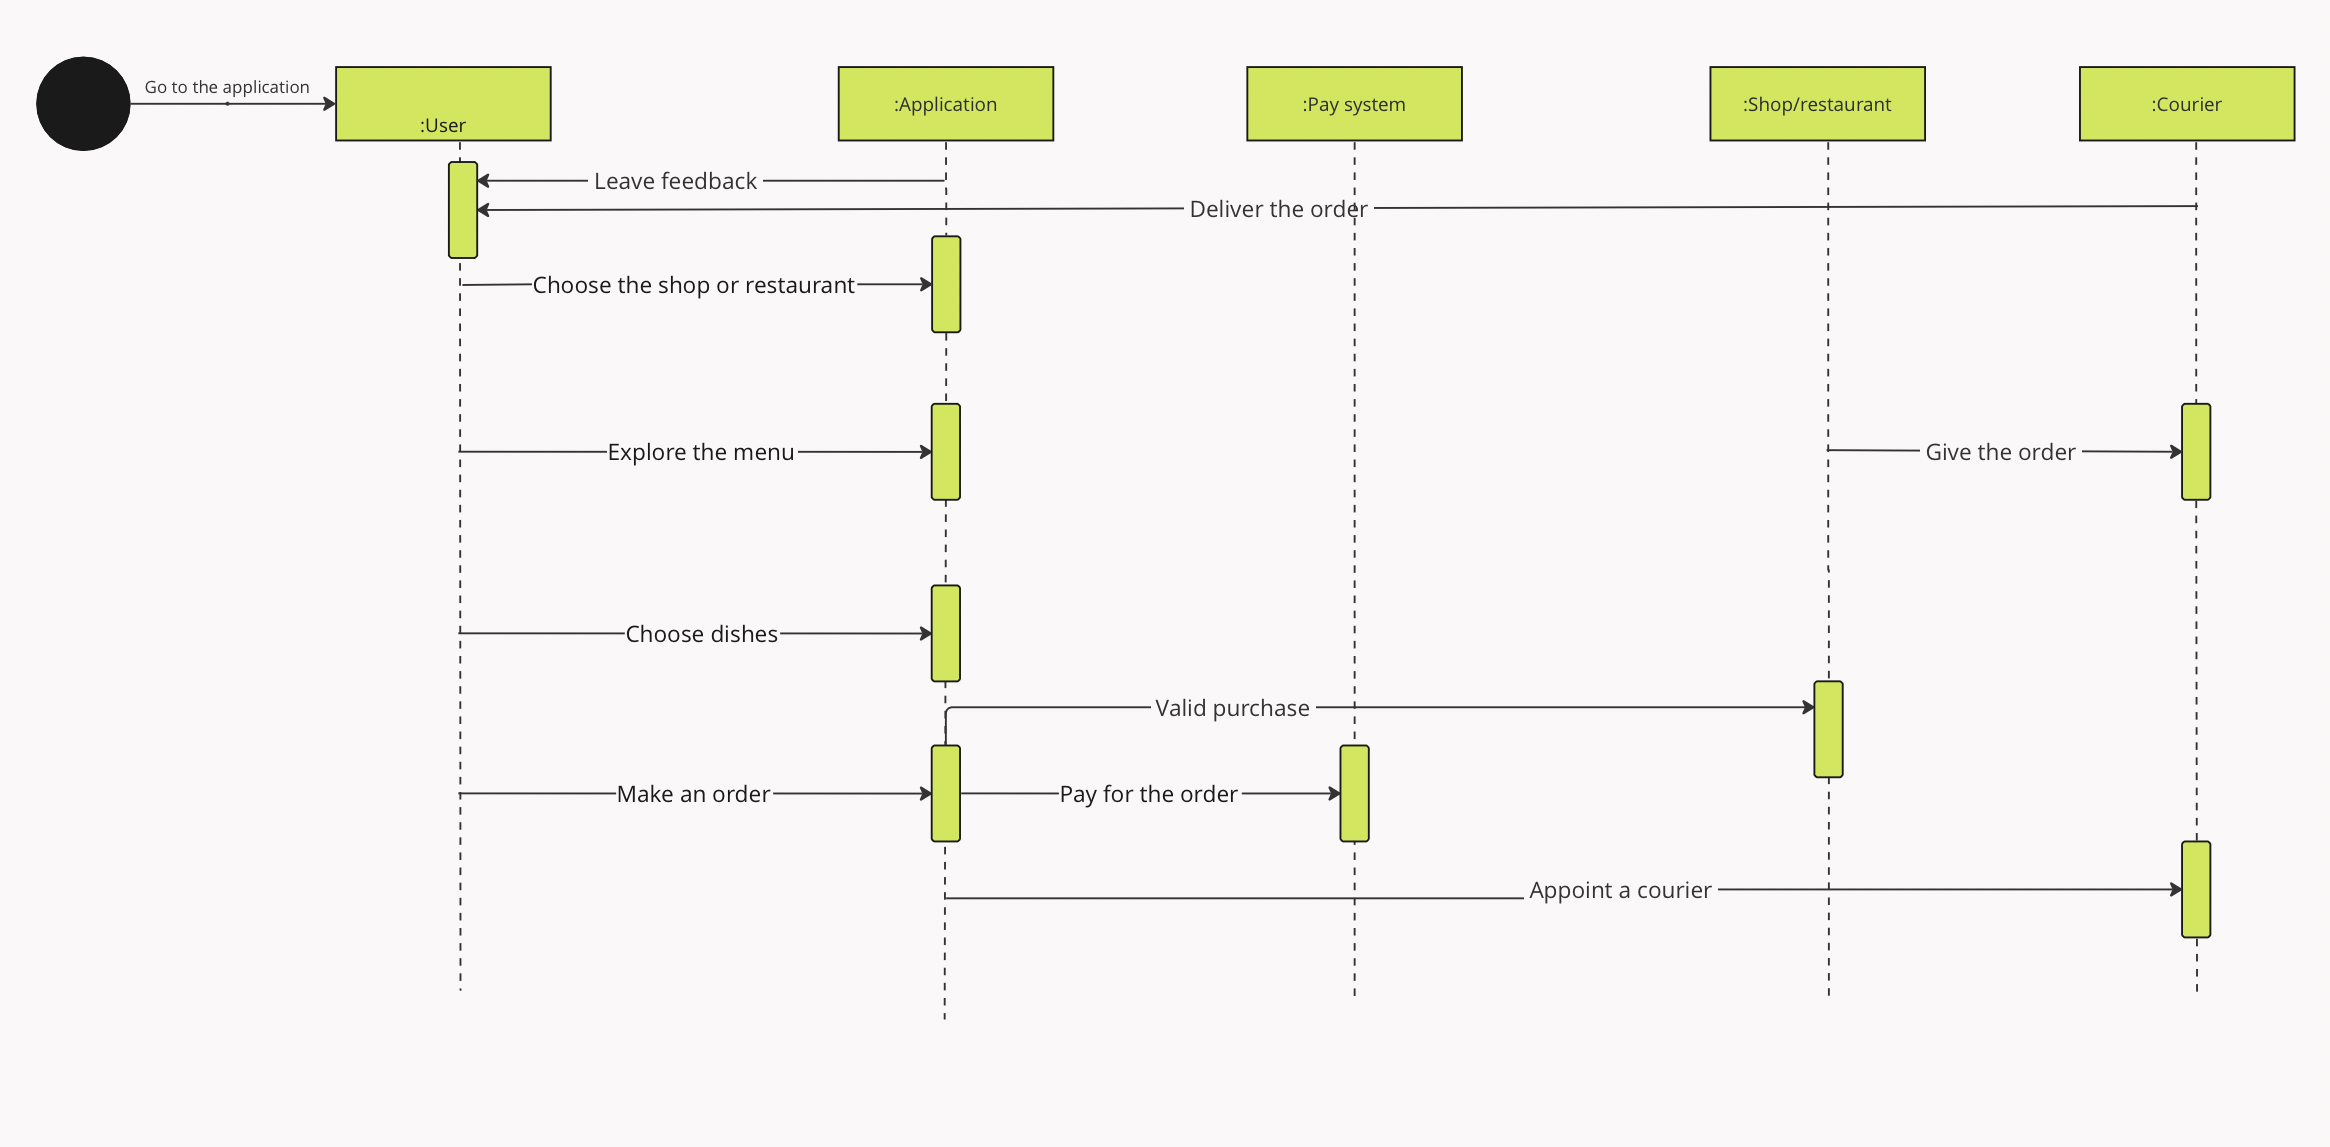 Go to the application
:User
:Application
:Pay system
:Shop/restaurant
:Courier
Leave feedback
Deliver the order
Choose the shop or restaurant
Explore the menu
Give the order
Choose dishes
Valid purchase
Make an order
Pay for the order
Appoint a courier